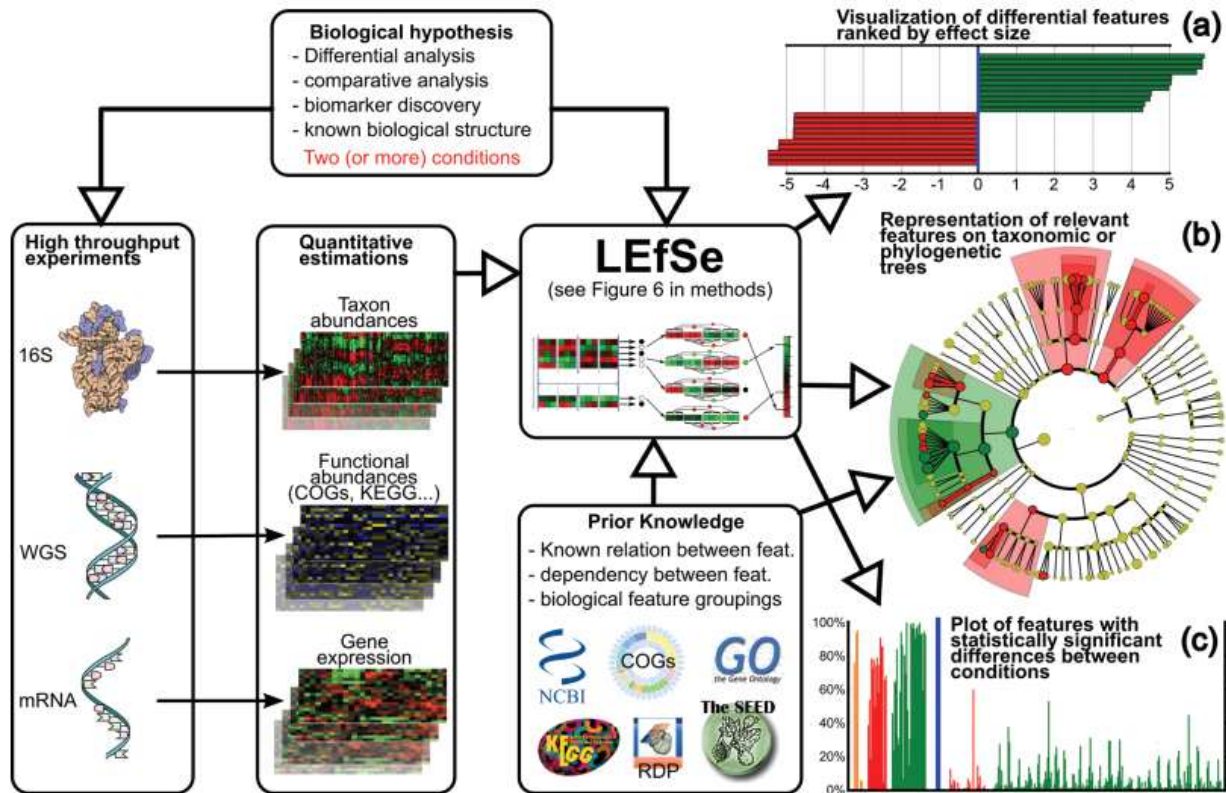 Biological hypothesis
- Differential analysis
- comparative analysis
- biomarker discovery
- known biological structure
Two (or more) conditions
High throughput
experiments
16S
WGS
mRNA
Quantitative
estimations
Taxon
abundances
Functional
abundances
(COGs, KEGG...)
Gene
expression
LEfSe
(see Figure 6 in methods)
Prior Knowledge
- Known relation between feat.
- dependency between feat.
- biological feature groupings
NCBI
COGs
GO
the Gene Ontology
KEGG
RDP
The SEED
Visualization of differential features
ranked by effect size
(a)
-5 -4 -3 -2 -1 0 1 2 3 4 5
Representation of relevant
features on taxonomic or
phylogenetic
trees
(b)
Plot of features with
statistically significant
differences between
conditions
(c)
100%
80%
60%
40%
20%
0%